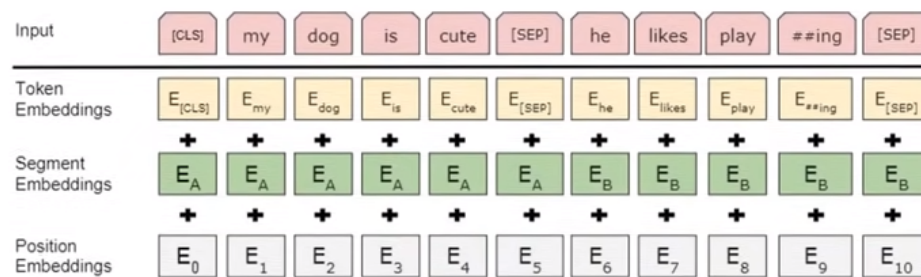 Input [CLS] my dog is cute [SEP] he likes play ##ing [SEP]
Token Embeddings E[CLS] Emy Edog Eis Ecute E[SEP] Ehe Elikes Eplay E##ing E[SEP]
+ + + + + + + + + + +
Segment Embeddings EA EA EA EA EA EA EB EB EB EB EB
+ + + + + + + + + + +
Position Embeddings E0 E1 E2 E3 E4 E5 E6 E7 E8 E9 E10